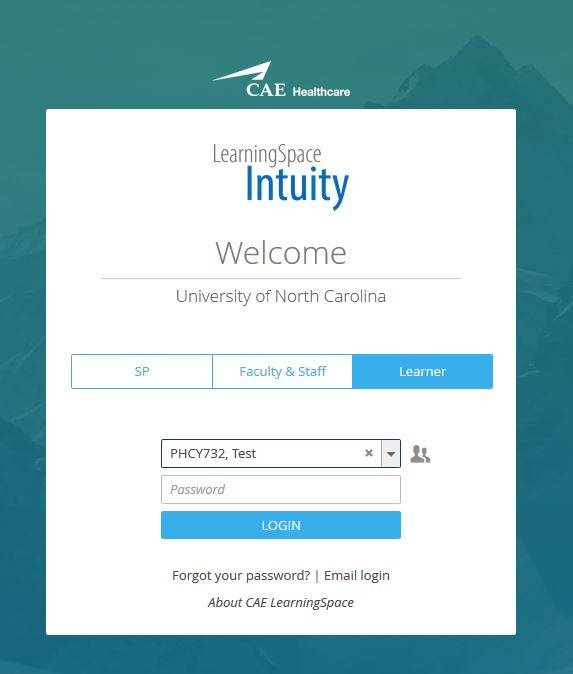 CAE Healthcare
LearningSpace
Intuity
Welcome
University of North Carolina
SP Faculty & Staff Learner
PHCY732, Test
Password
LOGIN
Forgot your password? | Email login
About CAE LearningSpace